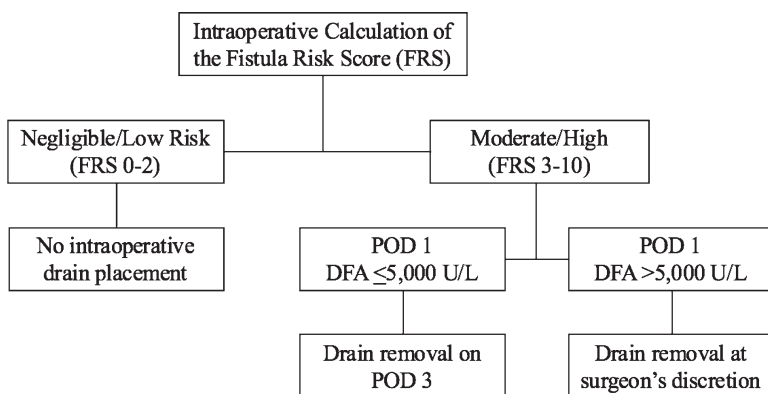 Intraoperative Calculation of
the Fistula Risk Score (FRS)
Negligible/Low Risk
(FRS 0-2)
Moderate/High
(FRS 3-10)
No intraoperative
drain placement
POD 1
DFA ≤5,000 U/L
POD 1
DFA >5,000 U/L
Drain removal on
POD 3
Drain removal at
surgeon's discretion